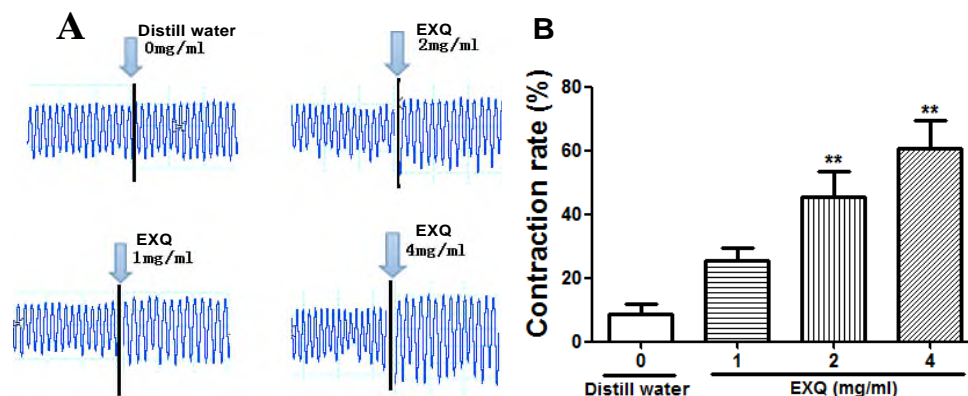 A
Distill water
0mg/ml
EXQ
2mg/ml
EXQ
1mg/ml
EXQ
4mg/ml
B
Contraction rate (%)
80
60
40
20
0
**
**
0 1 2 4
Distill water EXQ (mg/ml)